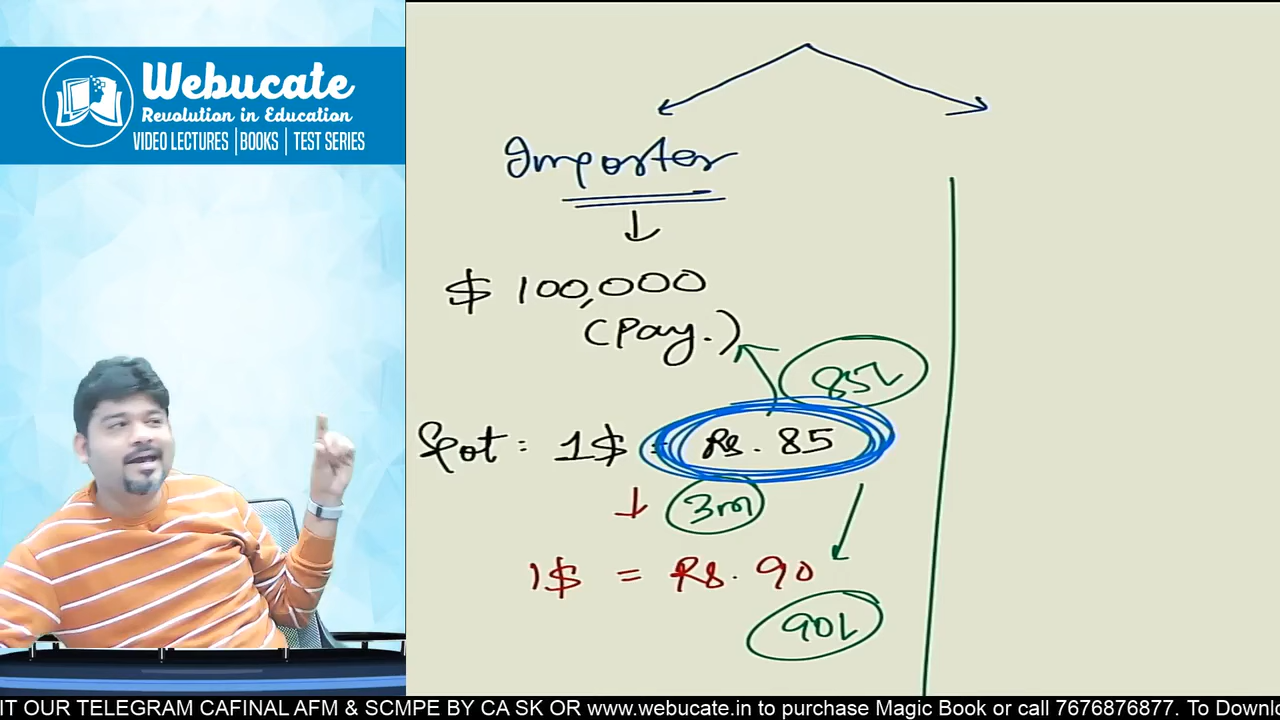 Webucate
Revolution in Education
VIDEO LECTURES | BOOKS | TEST SERIES
Importer
$ 100,000
(Pay.)
85L
Spot : 1$ = Rs. 85
3m
1$ = Rs. 90
90L
IT OUR TELEGRAM CAFINAL AFM & SCMPE BY CA SK OR www.webucate.in to purchase Magic Book or call 7676876877. To Downlo